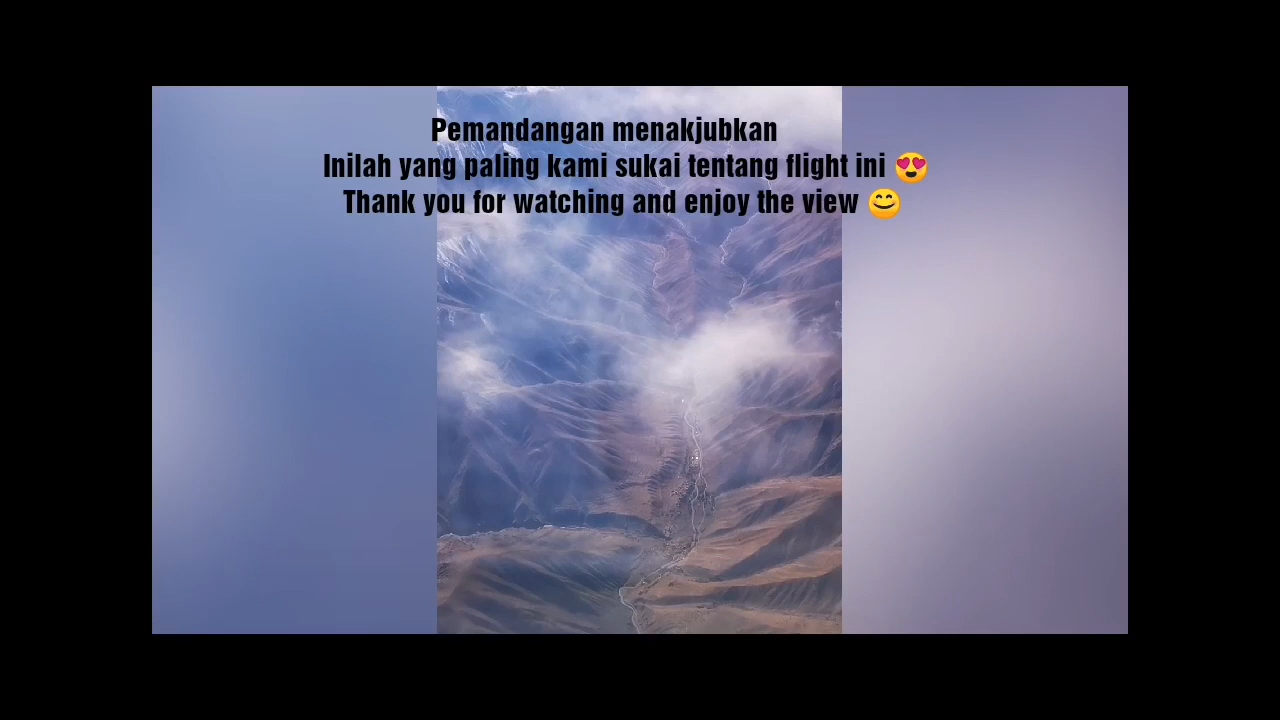 Pemandangan menakjubkan
Inilah yang paling kami sukai tentang flight ini 😍
Thank you for watching and enjoy the view 😊